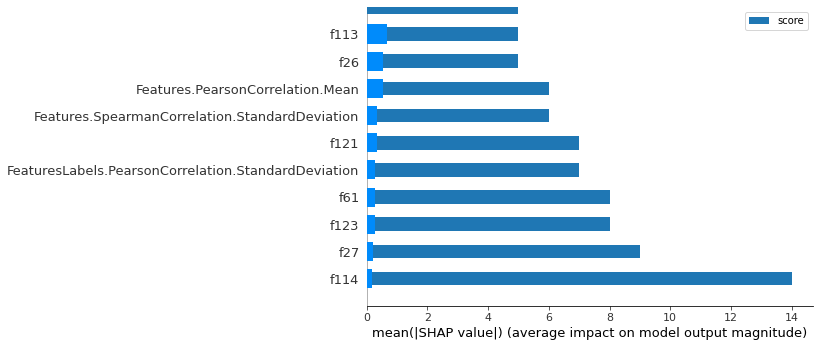 score
f113
f26
Features.PearsonCorrelation.Mean
Features.SpearmanCorrelation.StandardDeviation
f121
FeaturesLabels.PearsonCorrelation.StandardDeviation
f61
f123
f27
f114
0 2 4 6 8 10 12 14
mean(|SHAP value|) (average impact on model output magnitude)